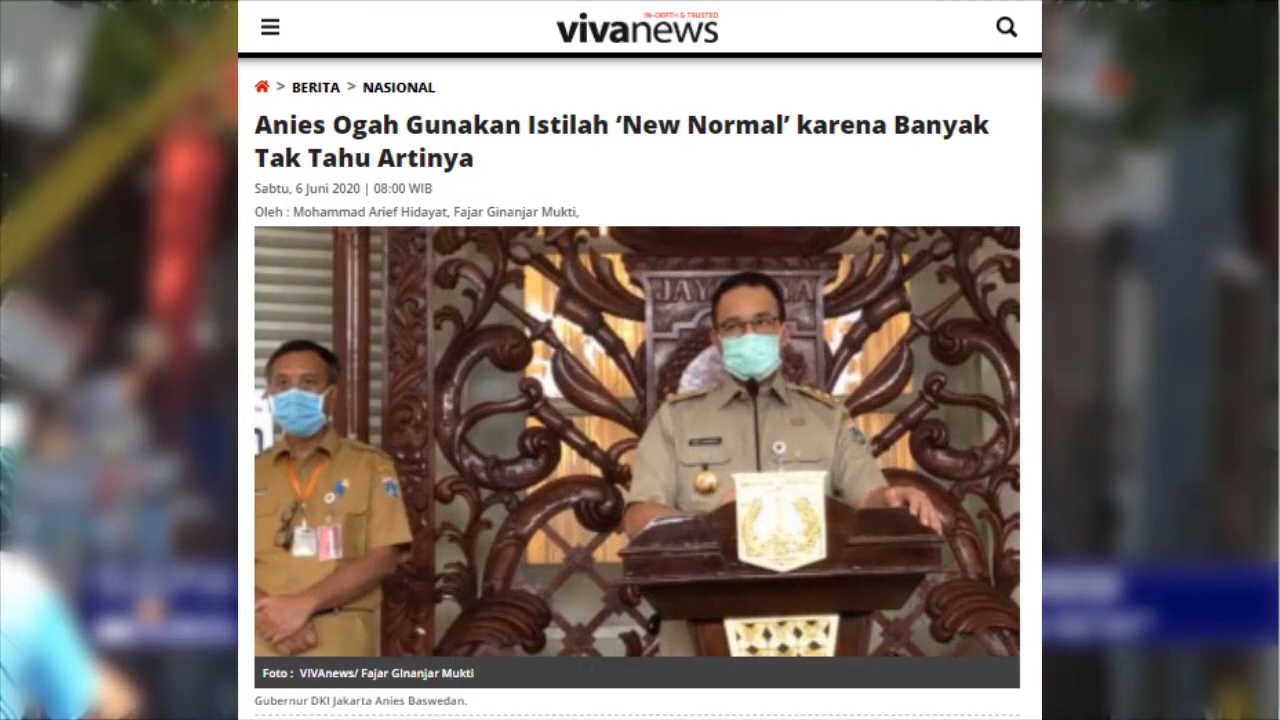 IN-DEPTH & TRUSTED
vivanews
> BERITA > NASIONAL
Anies Ogah Gunakan Istilah ‘New Normal’ karena Banyak
Tak Tahu Artinya
Sabtu, 6 Juni 2020 | 08:00 WIB
Oleh : Mohammad Arief Hidayat, Fajar Ginanjar Mukti,
Foto : VIVAnews/ Fajar GInanjar Mukti
Gubernur DKI Jakarta Anies Baswedan.